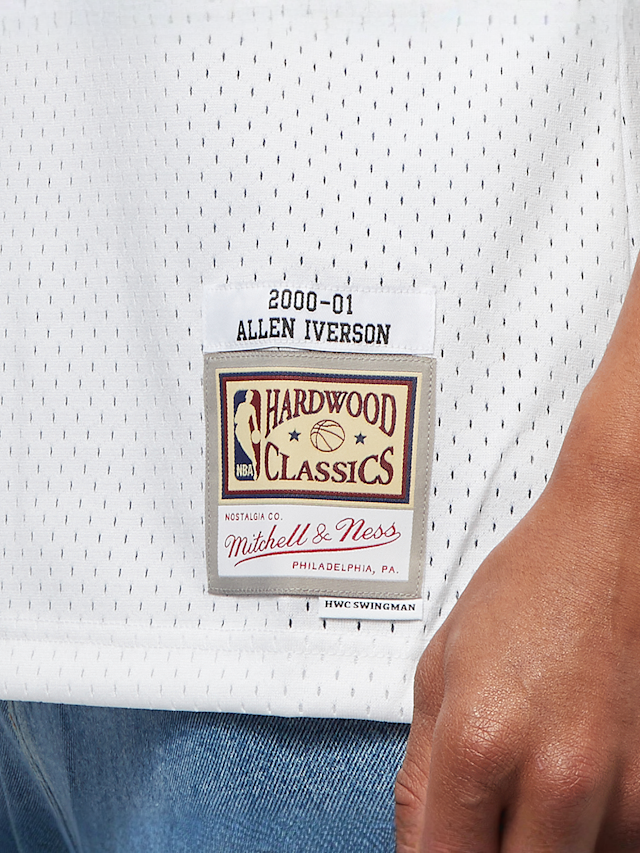 2000-01
ALLEN IVERSON
HARDWOOD
CLASSICS
NBA
NOSTALGIA CO.
Mitchell & Ness
PHILADELPHIA, PA.
HWC SWINGMAN